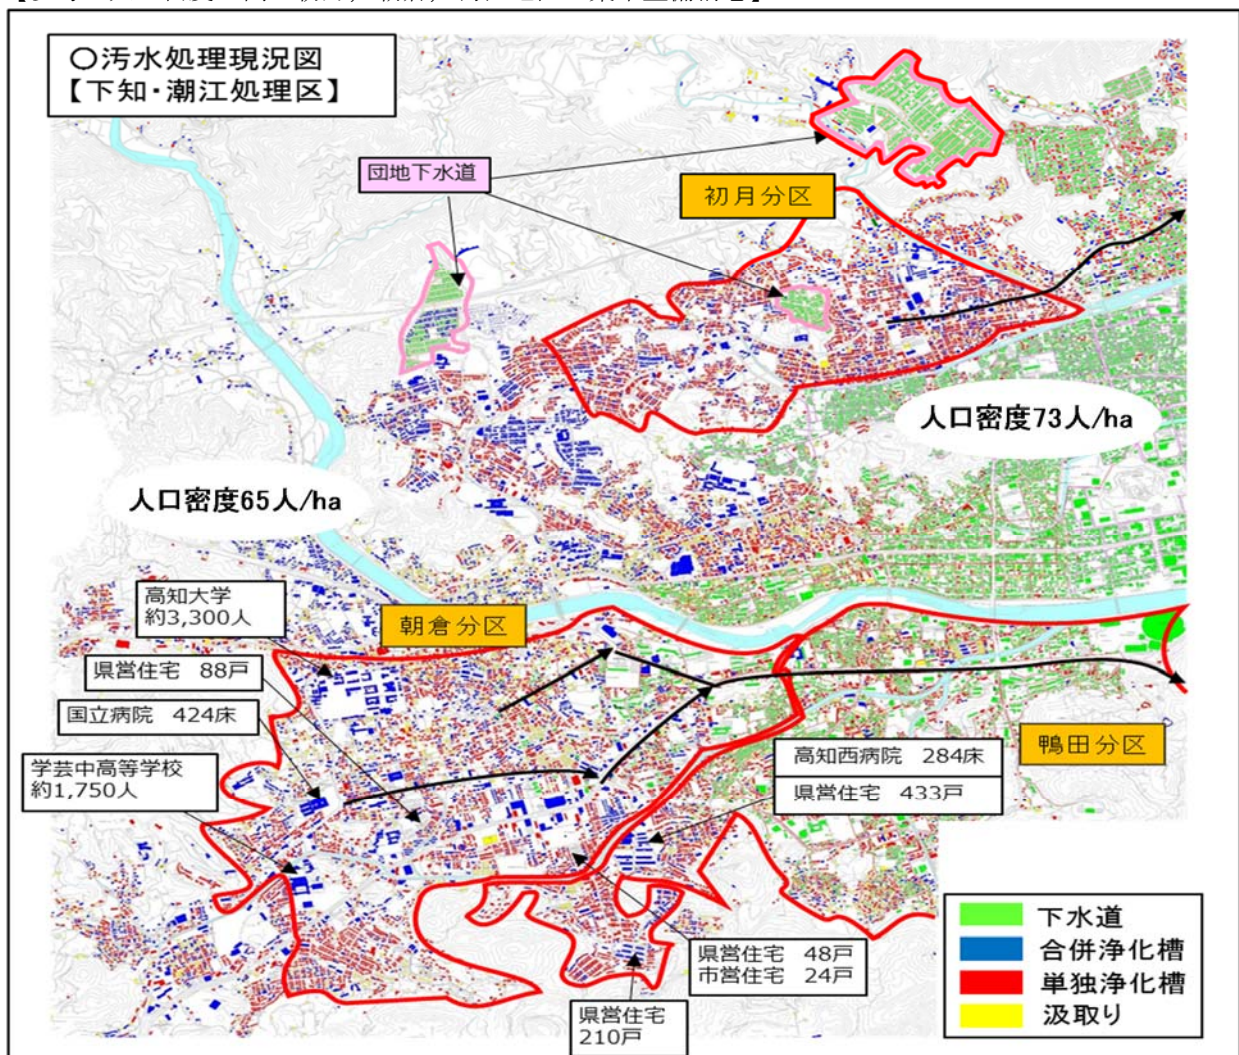 〇汚水処理現況図
【下知・潮江処理区】
団地下水道
初月分区
人口密度73人/ha
人口密度65人/ha
高知大学
約3,300人
朝倉分区
県営住宅 88戸
国立病院 424床
学芸中高等学校
約1,750人
鴨田分区
高知西病院 284床
県営住宅 433戸
県営住宅 48戸
市営住宅 24戸
県営住宅
210戸
下水道
合併浄化槽
単独浄化槽
汲取り